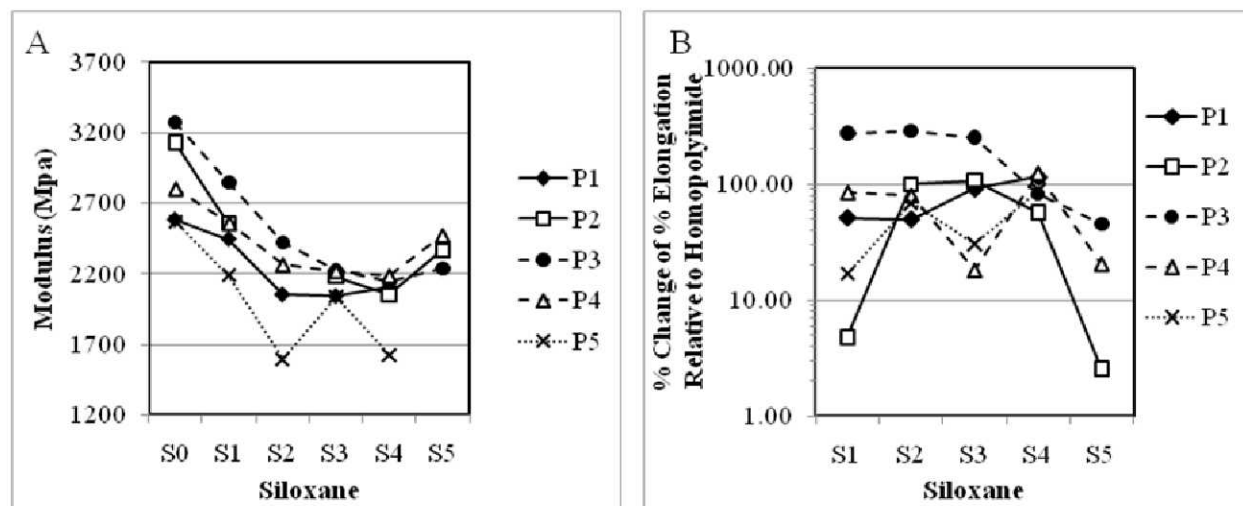 A
Modulus (Mpa)
3700
3200
2700
2200
1700
1200
S0 S1 S2 S3 S4 S5
Siloxane
P1
P2
P3
P4
P5
B
% Change of % Elongation
Relative to Homopolyimide
1000.00
100.00
10.00
1.00
S1 S2 S3 S4 S5
Siloxane
P1
P2
P3
P4
P5